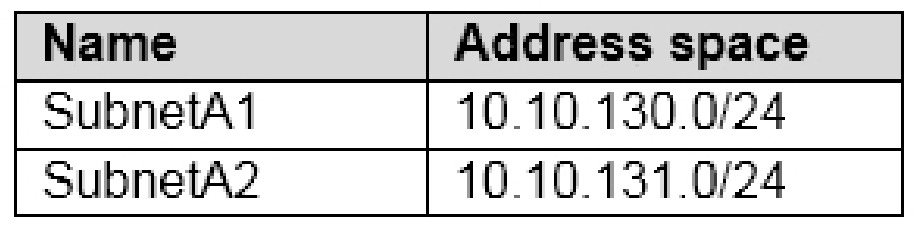 Name Address space
SubnetA1 10.10.130.0/24
SubnetA2 10.10.131.0/24